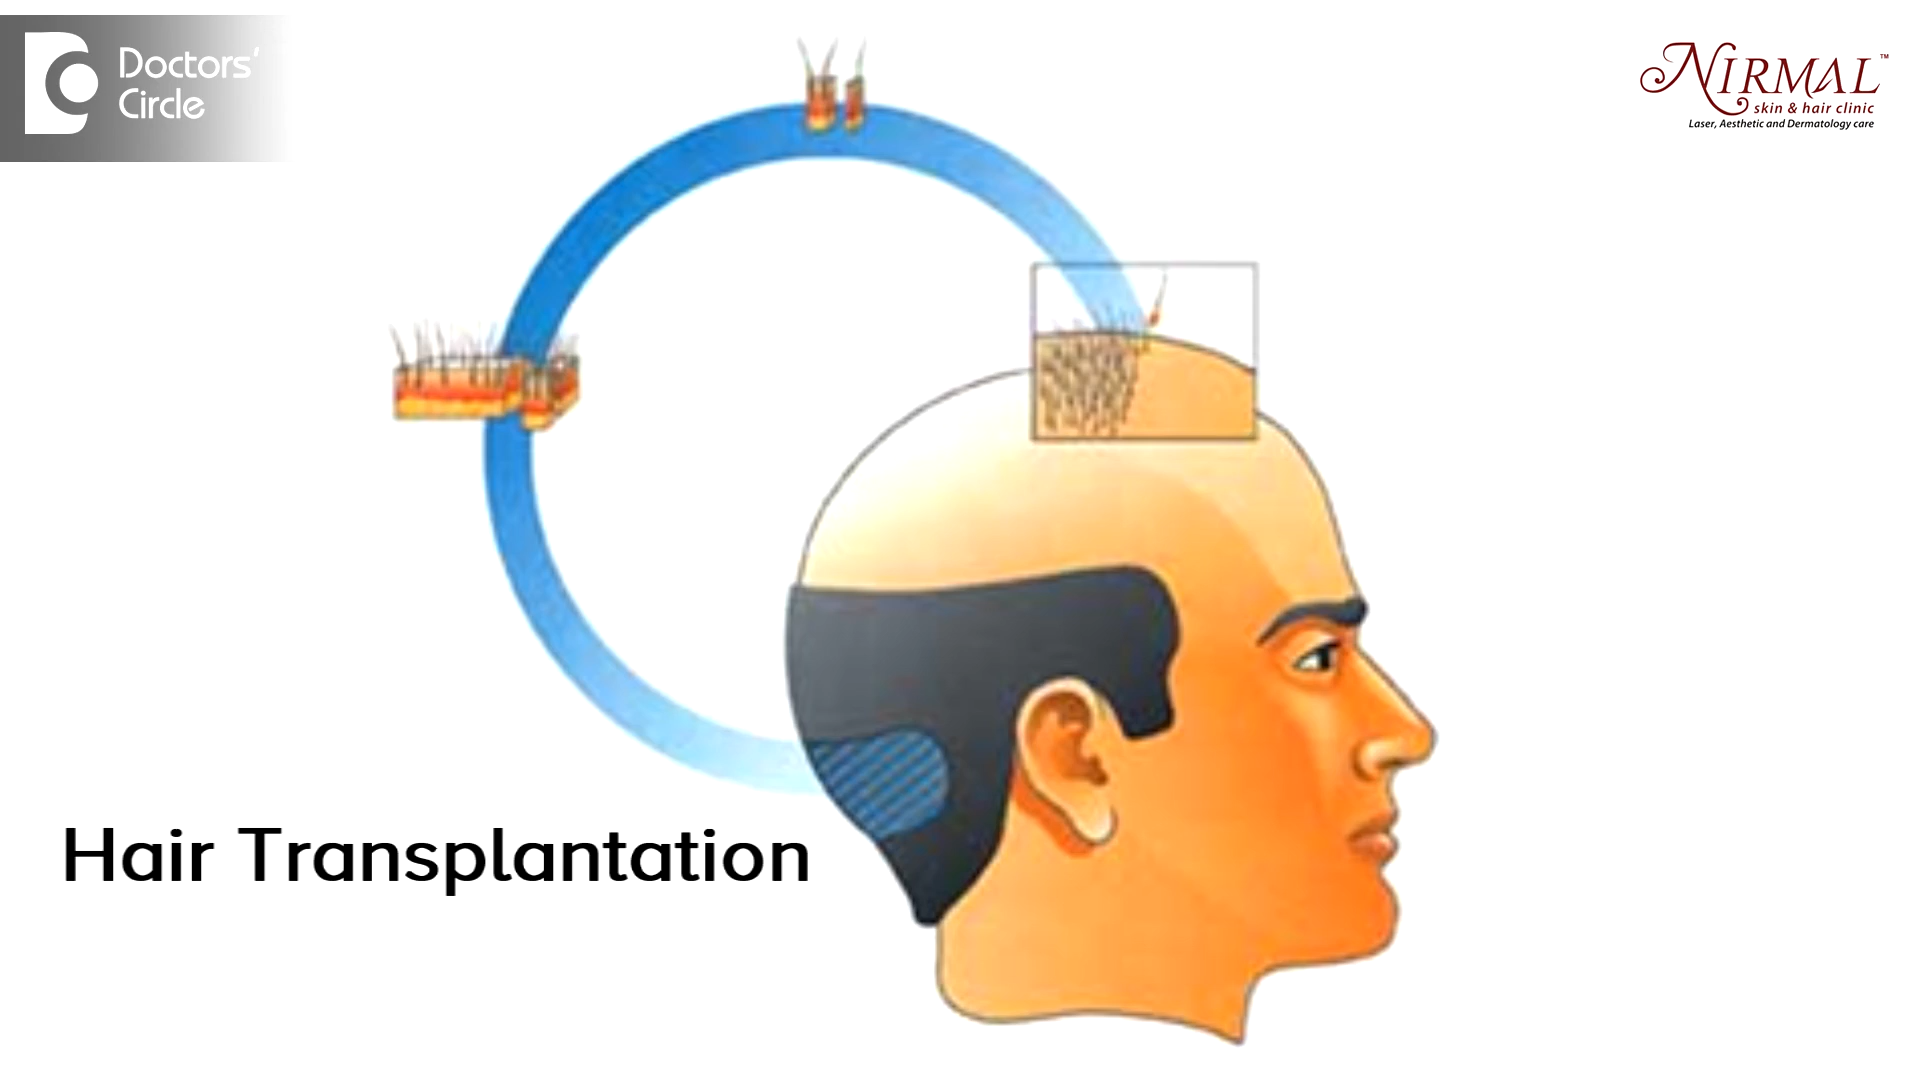 Doctors'
Circle
NIRMAL™
skin & hair clinic
Laser, Aesthetic and Dermatology care
Hair Transplantation